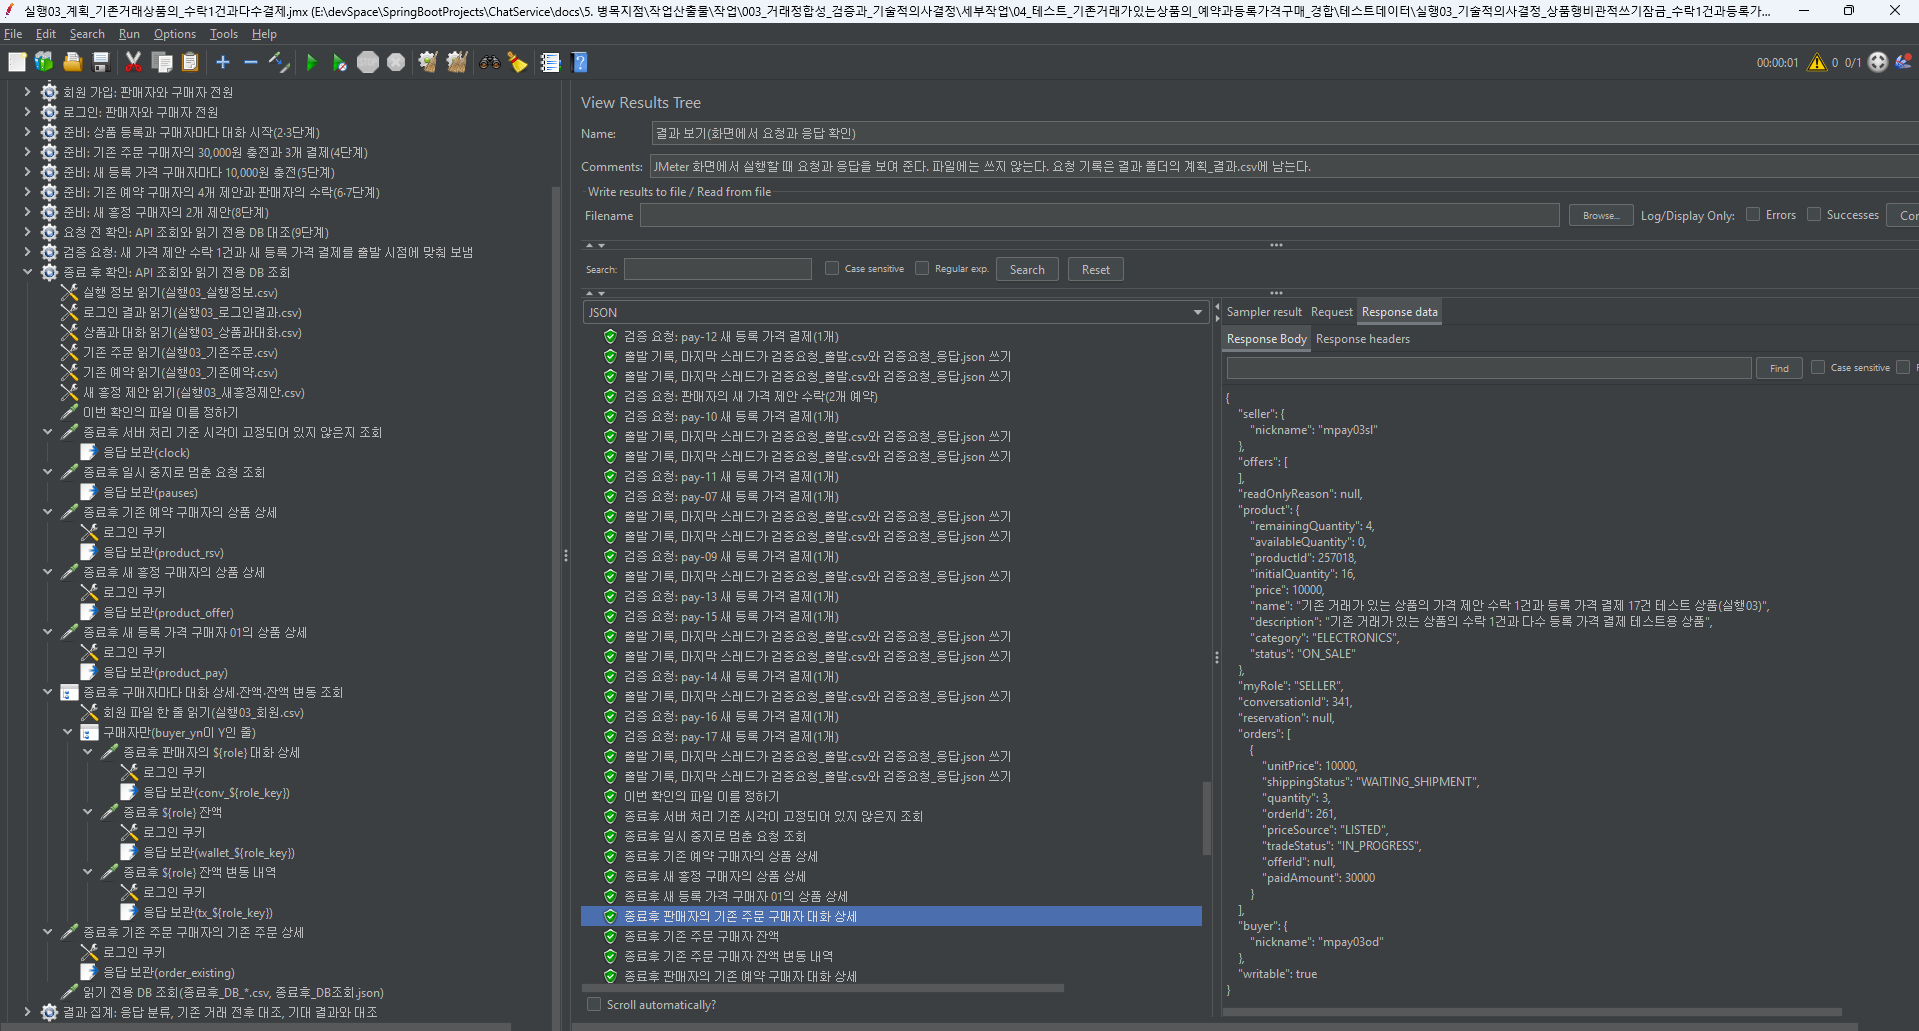 실행03_계획_기존거래상품의_수락1건과다수결제.jmx (E:\devSpace\SpringBootProjects\ChatService\docs\5. 병목지점\작업산출물\작업\003_거래정합성_검증과_기술적의사결정\세부작업\04_테스트_기존거래가있는상품의_예약과등록가격구매_경합\테스트데이터\실행03_기술적의사결정_상품행비관적쓰기잠금_수락1건과등록가...
File Edit Search Run Options Tools Help
00:00:01 0 0/1
회원 가입: 판매자와 구매자 전원
로그인: 판매자와 구매자 전원
준비: 상품 등록과 구매자마다 대화 시작(2·3단계)
준비: 기존 주문 구매자의 30,000원 충전과 3개 결제(4단계)
준비: 새 등록 가격 구매자마다 10,000원 충전(5단계)
준비: 기존 예약 구매자의 4개 제안과 판매자의 수락(6·7단계)
준비: 새 흥정 구매자의 2개 제안(8단계)
요청 전 확인: API 조회와 읽기 전용 DB 대조(9단계)
검증 요청: 새 가격 제안 수락 1건과 새 등록 가격 결제를 출발 시점에 맞춰 보냄
종료 후 확인: API 조회와 읽기 전용 DB 조회
실행 정보 읽기(실행03_실행정보.csv)
로그인 결과 읽기(실행03_로그인결과.csv)
상품과 대화 읽기(실행03_상품과대화.csv)
기존 주문 읽기(실행03_기존주문.csv)
기존 예약 읽기(실행03_기존예약.csv)
새 흥정 제안 읽기(실행03_새흥정제안.csv)
이번 확인의 파일 이름 정하기
종료후 서버 처리 기준 시각이 고정되어 있지 않은지 조회
응답 보관(clock)
종료후 일시 중지로 멈춘 요청 조회
응답 보관(pauses)
종료후 기존 예약 구매자의 상품 상세
로그인 쿠키
응답 보관(product_rsv)
종료후 새 흥정 구매자의 상품 상세
로그인 쿠키
응답 보관(product_offer)
종료후 새 등록 가격 구매자 01의 상품 상세
로그인 쿠키
응답 보관(product_pay)
종료후 구매자마다 대화 상세·잔액·잔액 변동 조회
회원 파일 한 줄 읽기(실행03_회원.csv)
구매자만(buyer_yn이 Y인 줄)
종료후 판매자의 ${role} 대화 상세
로그인 쿠키
응답 보관(conv_${role_key})
종료후 ${role} 잔액
로그인 쿠키
응답 보관(wallet_${role_key})
종료후 ${role} 잔액 변동 내역
로그인 쿠키
응답 보관(tx_${role_key})
종료후 기존 주문 구매자의 기존 주문 상세
로그인 쿠키
응답 보관(order_existing)
읽기 전용 DB 조회(종료후_DB_*.csv, 종료후_DB조회.json)
결과 집계: 응답 분류, 기존 거래 전후 대조, 기대 결과와 대조
View Results Tree
Name: 결과 보기(화면에서 요청과 응답 확인)
Comments: JMeter 화면에서 실행할 때 요청과 응답을 보여 준다. 파일에는 쓰지 않는다. 요청 기록은 결과 폴더의 계획_결과.csv에 남는다.
Write results to file / Read from file
Filename Browse... Log/Display Only: Errors Successes Cor
Search: Case sensitive Regular exp. Search Reset
JSON
검증 요청: pay-12 새 등록 가격 결제(1개)
출발 기록, 마지막 스레드가 검증요청_출발.csv와 검증요청_응답.json 쓰기
출발 기록, 마지막 스레드가 검증요청_출발.csv와 검증요청_응답.json 쓰기
검증 요청: 판매자의 새 가격 제안 수락(2개 예약)
검증 요청: pay-10 새 등록 가격 결제(1개)
출발 기록, 마지막 스레드가 검증요청_출발.csv와 검증요청_응답.json 쓰기
출발 기록, 마지막 스레드가 검증요청_출발.csv와 검증요청_응답.json 쓰기
검증 요청: pay-11 새 등록 가격 결제(1개)
검증 요청: pay-07 새 등록 가격 결제(1개)
출발 기록, 마지막 스레드가 검증요청_출발.csv와 검증요청_응답.json 쓰기
출발 기록, 마지막 스레드가 검증요청_출발.csv와 검증요청_응답.json 쓰기
검증 요청: pay-09 새 등록 가격 결제(1개)
출발 기록, 마지막 스레드가 검증요청_출발.csv와 검증요청_응답.json 쓰기
검증 요청: pay-13 새 등록 가격 결제(1개)
검증 요청: pay-15 새 등록 가격 결제(1개)
출발 기록, 마지막 스레드가 검증요청_출발.csv와 검증요청_응답.json 쓰기
출발 기록, 마지막 스레드가 검증요청_출발.csv와 검증요청_응답.json 쓰기
검증 요청: pay-14 새 등록 가격 결제(1개)
출발 기록, 마지막 스레드가 검증요청_출발.csv와 검증요청_응답.json 쓰기
검증 요청: pay-16 새 등록 가격 결제(1개)
검증 요청: pay-17 새 등록 가격 결제(1개)
출발 기록, 마지막 스레드가 검증요청_출발.csv와 검증요청_응답.json 쓰기
출발 기록, 마지막 스레드가 검증요청_출발.csv와 검증요청_응답.json 쓰기
이번 확인의 파일 이름 정하기
종료후 서버 처리 기준 시각이 고정되어 있지 않은지 조회
종료후 일시 중지로 멈춘 요청 조회
종료후 기존 예약 구매자의 상품 상세
종료후 새 흥정 구매자의 상품 상세
종료후 새 등록 가격 구매자 01의 상품 상세
종료후 판매자의 기존 주문 구매자 대화 상세
종료후 기존 주문 구매자 잔액
종료후 기존 주문 구매자 잔액 변동 내역
종료후 판매자의 기존 예약 구매자 대화 상세
Scroll automatically?
Sampler result Request Response data
Response Body Response headers
Find Case sensitive
{
"seller": {
"nickname": "mpay03sl"
},
"offers": [
],
"readOnlyReason": null,
"product": {
"remainingQuantity": 4,
"availableQuantity": 0,
"productId": 257018,
"initialQuantity": 16,
"price": 10000,
"name": "기존 거래가 있는 상품의 가격 제안 수락 1건과 등록 가격 결제 17건 테스트 상품(실행03)",
"description": "기존 거래가 있는 상품의 수락 1건과 다수 등록 가격 결제 테스트용 상품",
"category": "ELECTRONICS",
"status": "ON_SALE"
},
"myRole": "SELLER",
"conversationId": 341,
"reservation": null,
"orders": [
{
"unitPrice": 10000,
"shippingStatus": "WAITING_SHIPMENT",
"quantity": 3,
"orderId": 261,
"priceSource": "LISTED",
"tradeStatus": "IN_PROGRESS",
"offerId": null,
"paidAmount": 30000
}
],
"buyer": {
"nickname": "mpay03od"
},
"writable": true
}